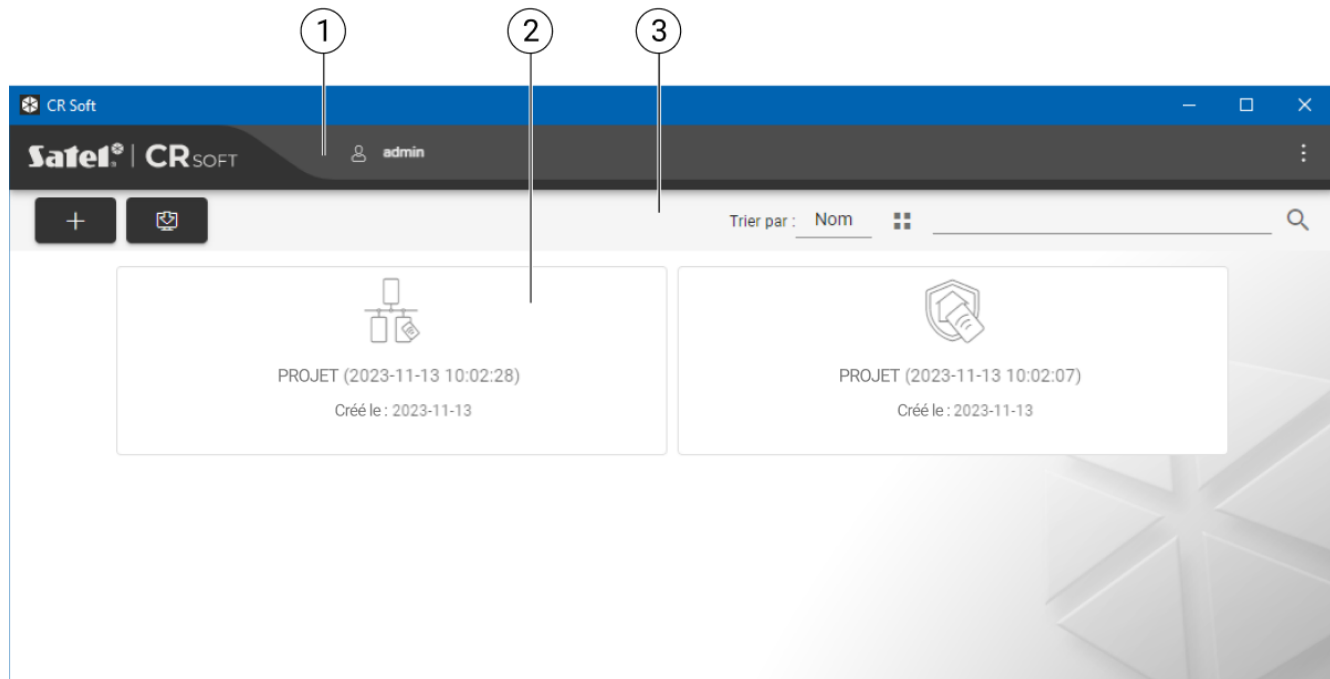 1 2 3
CR Soft
Satel® | CR SOFT admin
Trier par : Nom
PROJET (2023-11-13 10:02:28)
Créé le : 2023-11-13
PROJET (2023-11-13 10:02:07)
Créé le : 2023-11-13